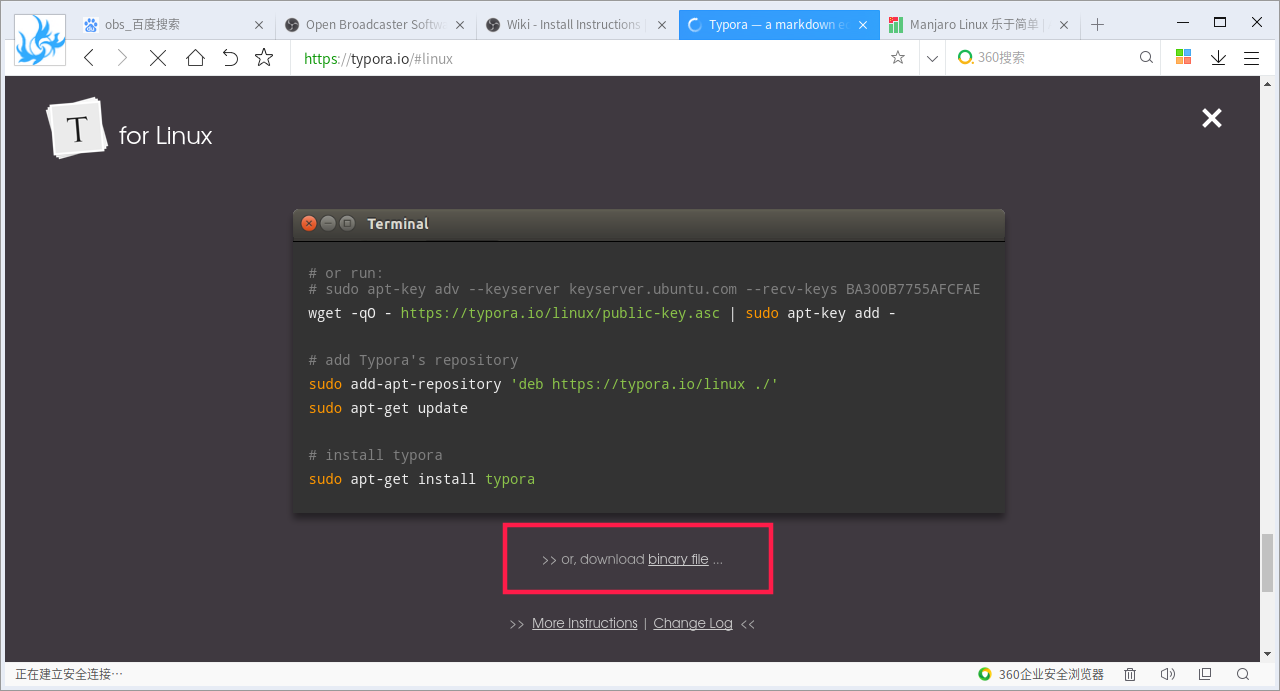 obs_百度搜索
Open Broadcaster Softw
Wiki - Install Instructions
Typora — a markdown e
Manjaro Linux 乐于简单
https://typora.io/#linux
360搜索
T for Linux
Terminal
# or run:
# sudo apt-key adv --keyserver keyserver.ubuntu.com --recv-keys BA300B7755AFCFAE
wget -qO - https://typora.io/linux/public-key.asc | sudo apt-key add -
# add Typora's repository
sudo add-apt-repository 'deb https://typora.io/linux ./'
sudo apt-get update
# install typora
sudo apt-get install typora
>> or, download binary file ...
>> More Instructions | Change Log <<
正在建立安全连接…
360企业安全浏览器